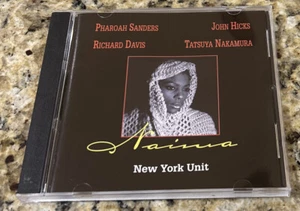 PHAROAH SANDERS JOHN HICKS
RICHARD DAVIS TATSUYA NAKAMURA
Naima
New York Unit